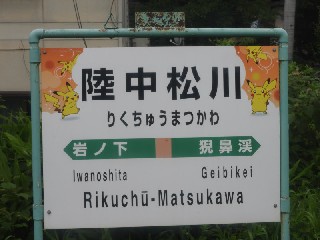 陸中松川
りくちゅうまつかわ
岩ノ下 猊鼻渓
Iwanoshita Geibikei
Rikuchū-Matsukawa